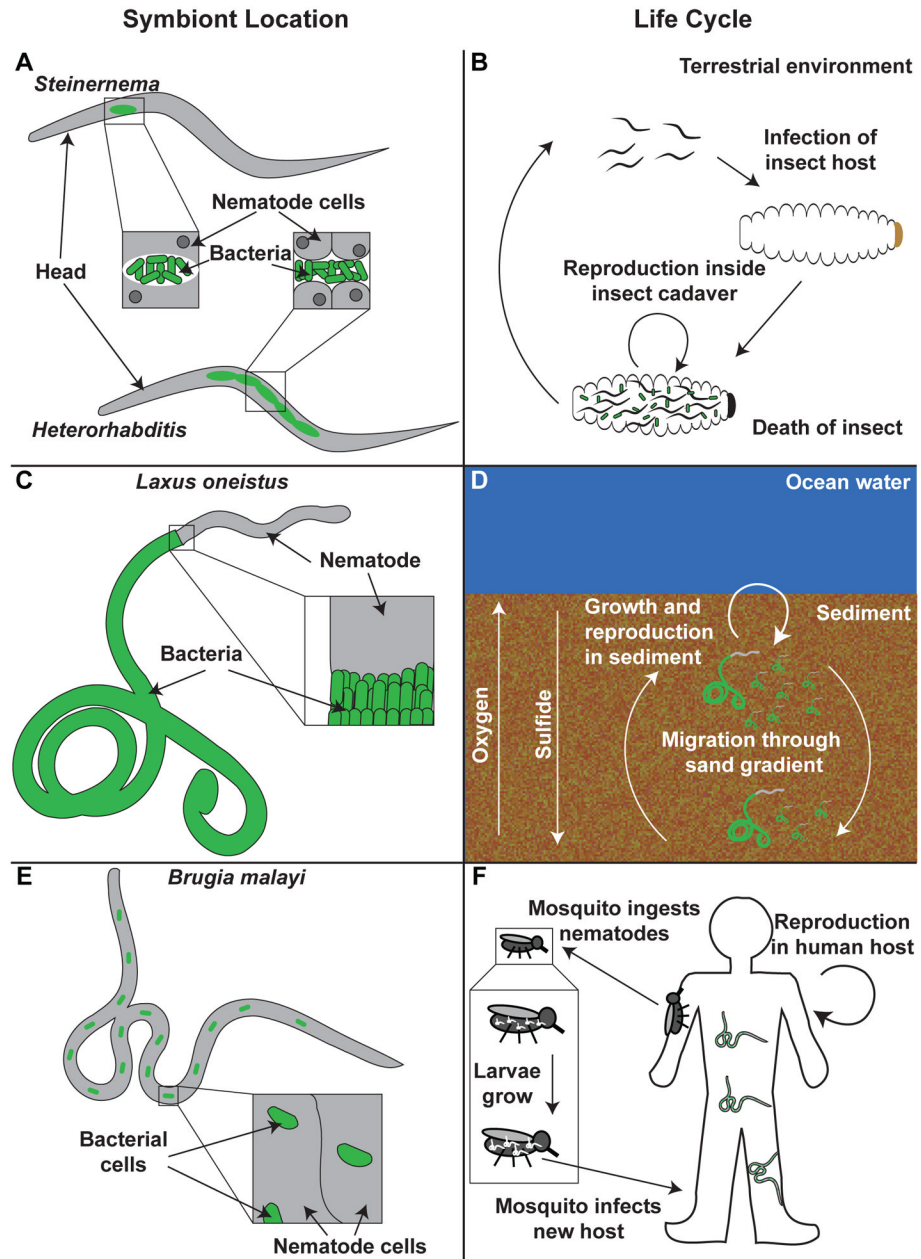 Symbiont Location
Life Cycle
A
Steinernema
Nematode cells
Bacteria
Head
Heterorhabditis
B
Terrestrial environment
Infection of
insect host
Reproduction inside
insect cadaver
Death of insect
C
Laxus oneistus
Nematode
Bacteria
D
Ocean water
Growth and
reproduction
in sediment
Sediment
Oxygen
Sulfide
Migration through
sand gradient
E
Brugia malayi
Bacterial
cells
Nematode cells
F
Mosquito ingests
nematodes
Reproduction
in human host
Larvae
grow
Mosquito infects
new host